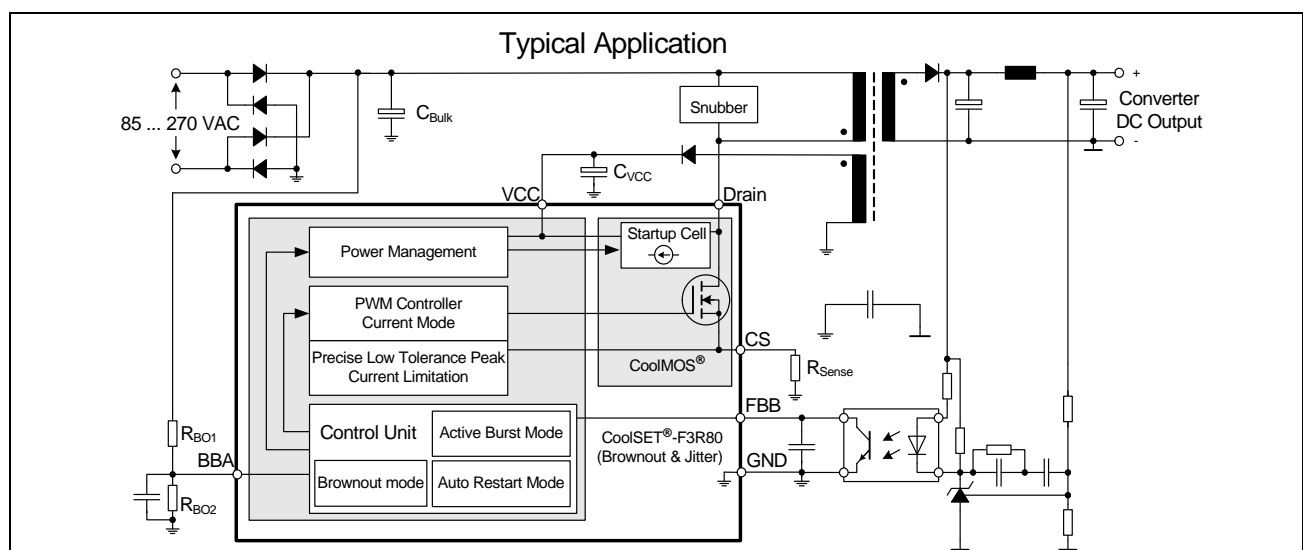 Typical Application
85 ... 270 VAC
CBulk
Snubber
+
Converter
DC Output
-
CVCC
VCC
Drain
Power Management
Startup Cell
PWM Controller
Current Mode
Precise Low Tolerance Peak
Current Limitation
CoolMOS®
CS
RSense
FBB
Control Unit
Active Burst Mode
CoolSET®-F3R80
(Brownout & Jitter)
GND
Brownout mode
Auto Restart Mode
RBO1
BBA
RBO2